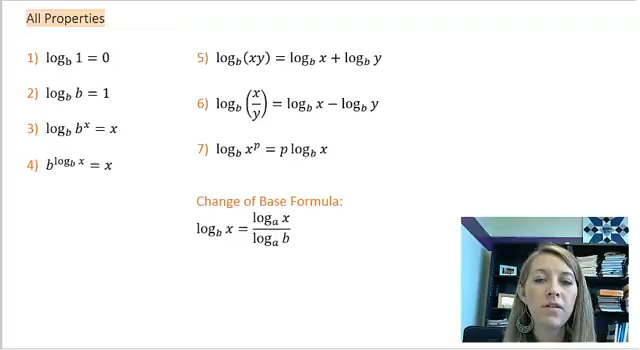 All Properties
1) log_b 1 = 0
2) log_b b = 1
3) log_b b^x = x
4) b^{log_b x} = x
5) log_b(xy) = log_b x + log_b y
6) log_b(x/y) = log_b x − log_b y
7) log_b x^p = p log_b x
Change of Base Formula:
log_b x = log_a x / log_a b